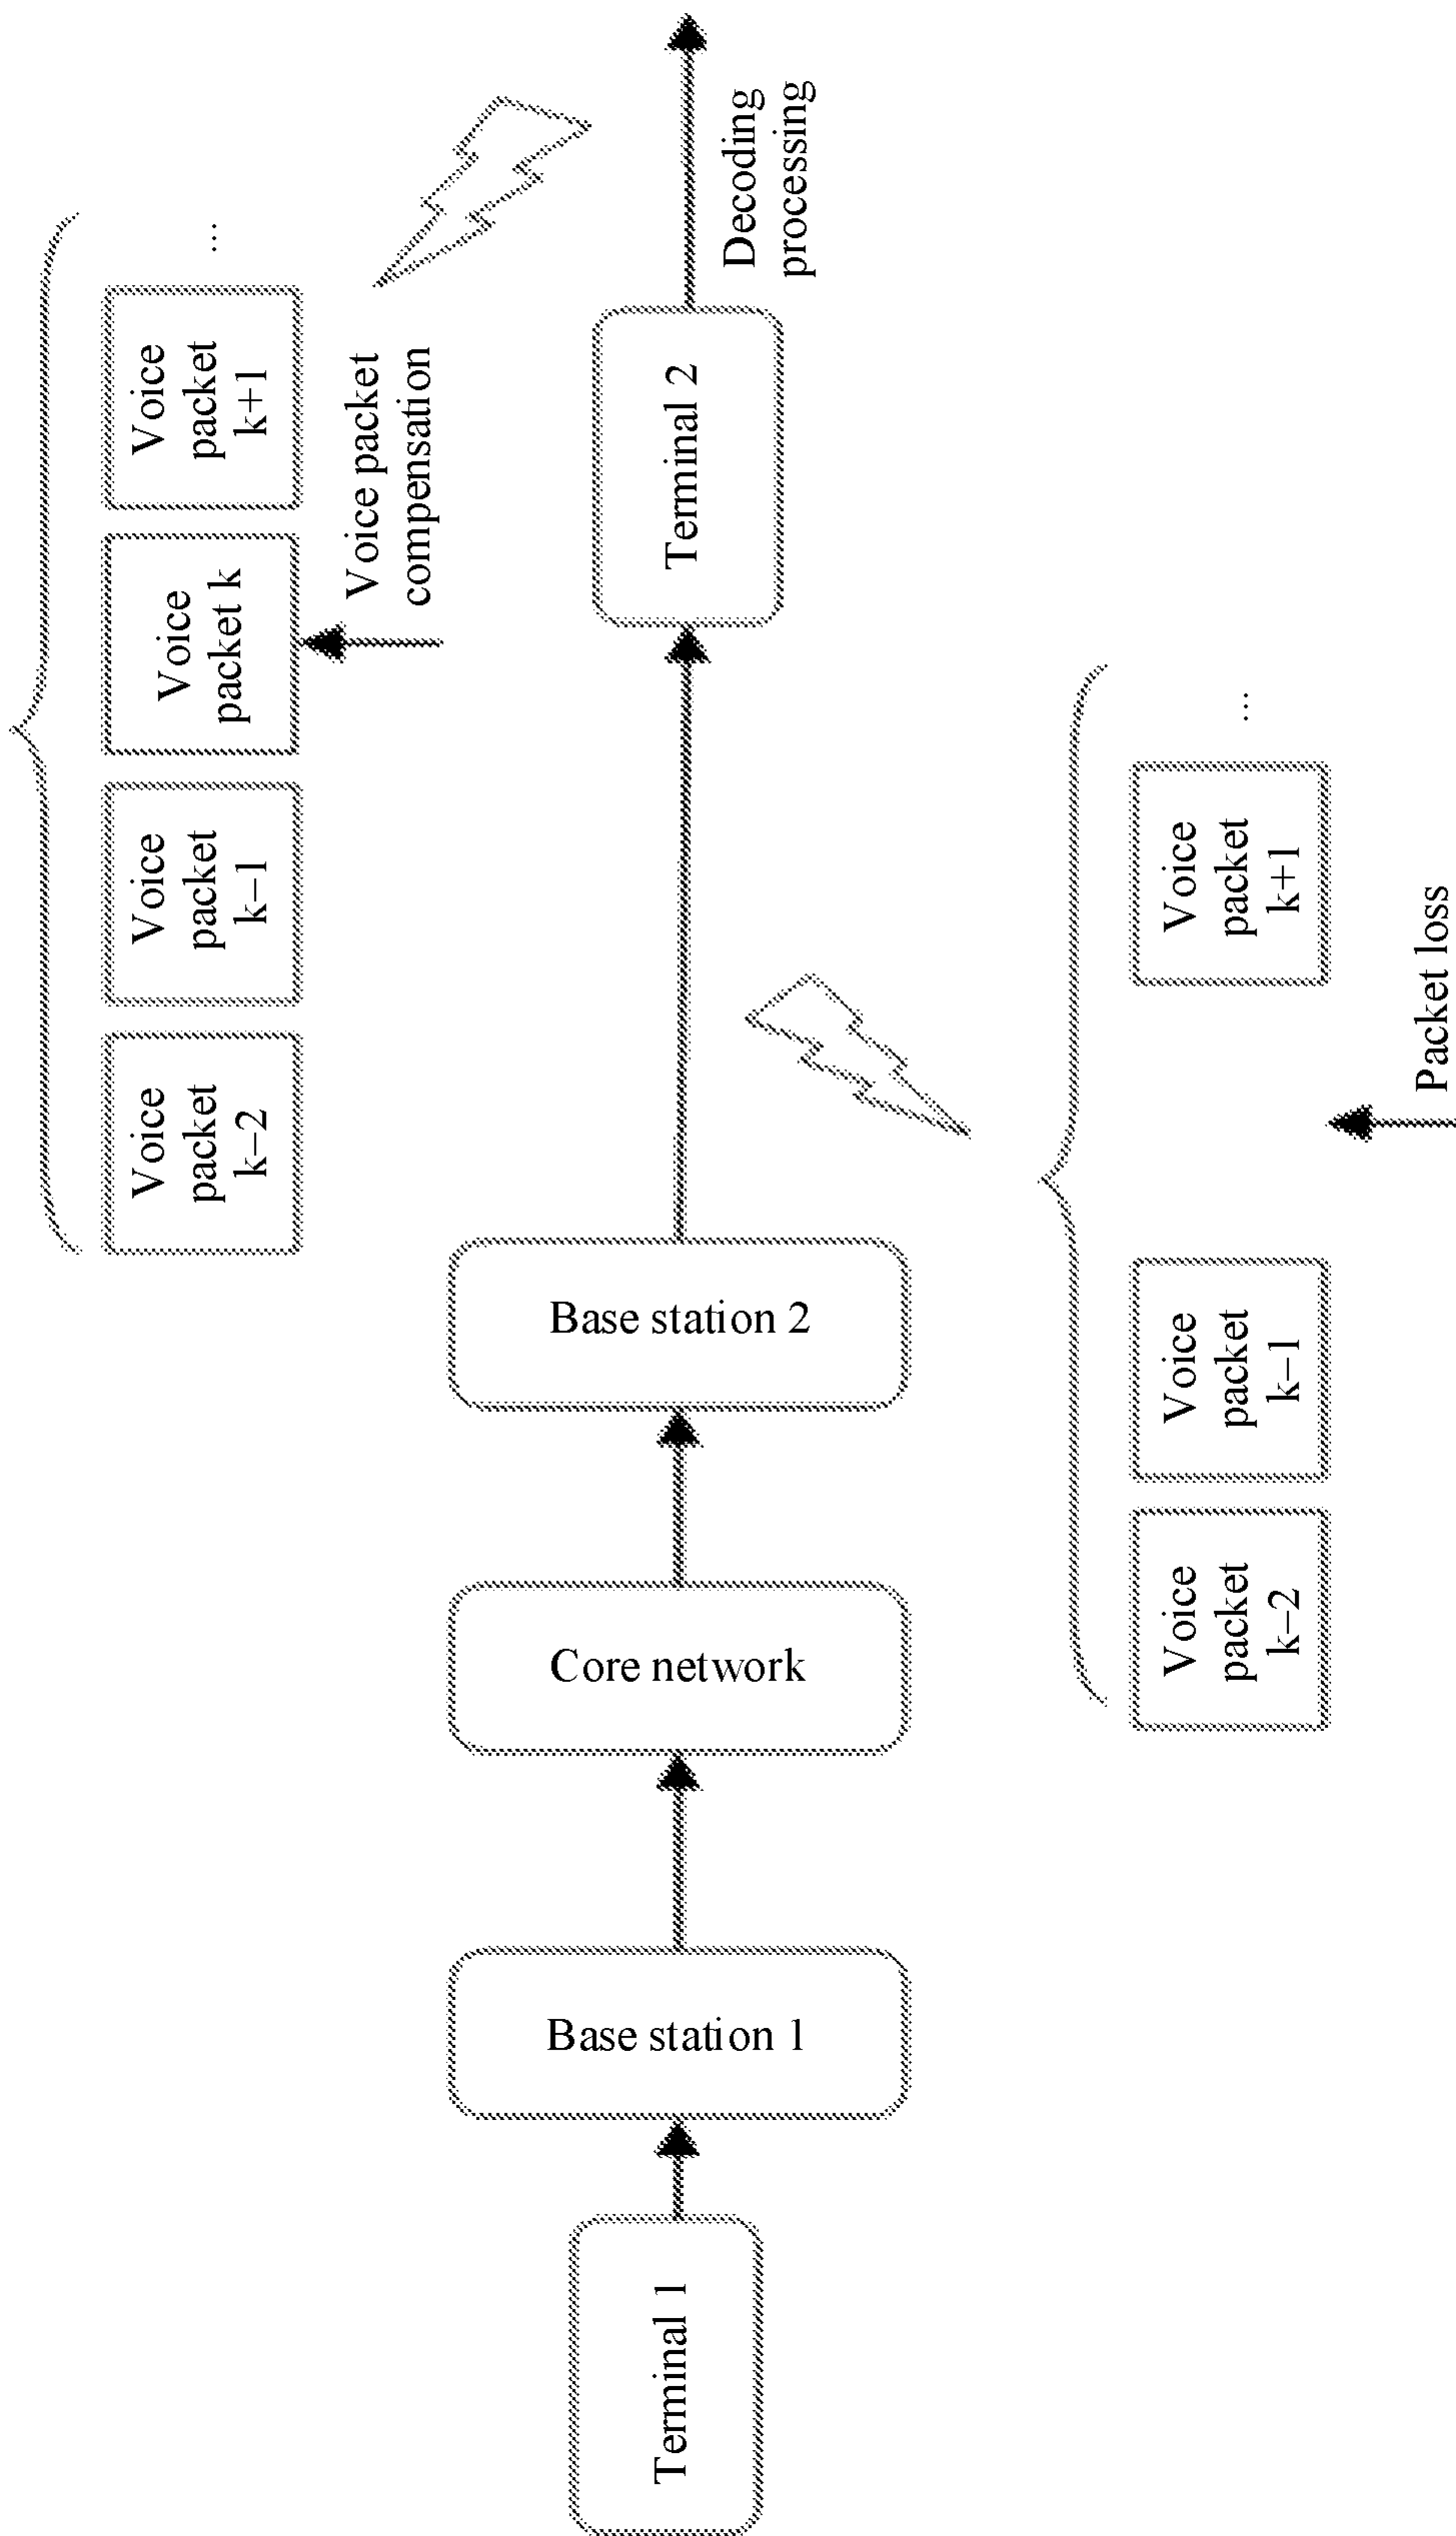 Voice
packet
k−2
Voice
packet
k−1
Voice
packet k
Voice
packet
k+1
...
Voice packet
compensation
Terminal 1
Base station 1
Core network
Base station 2
Terminal 2
Decoding
processing
Voice
packet
k−2
Voice
packet
k−1
Voice
packet
k+1
...
Packet loss